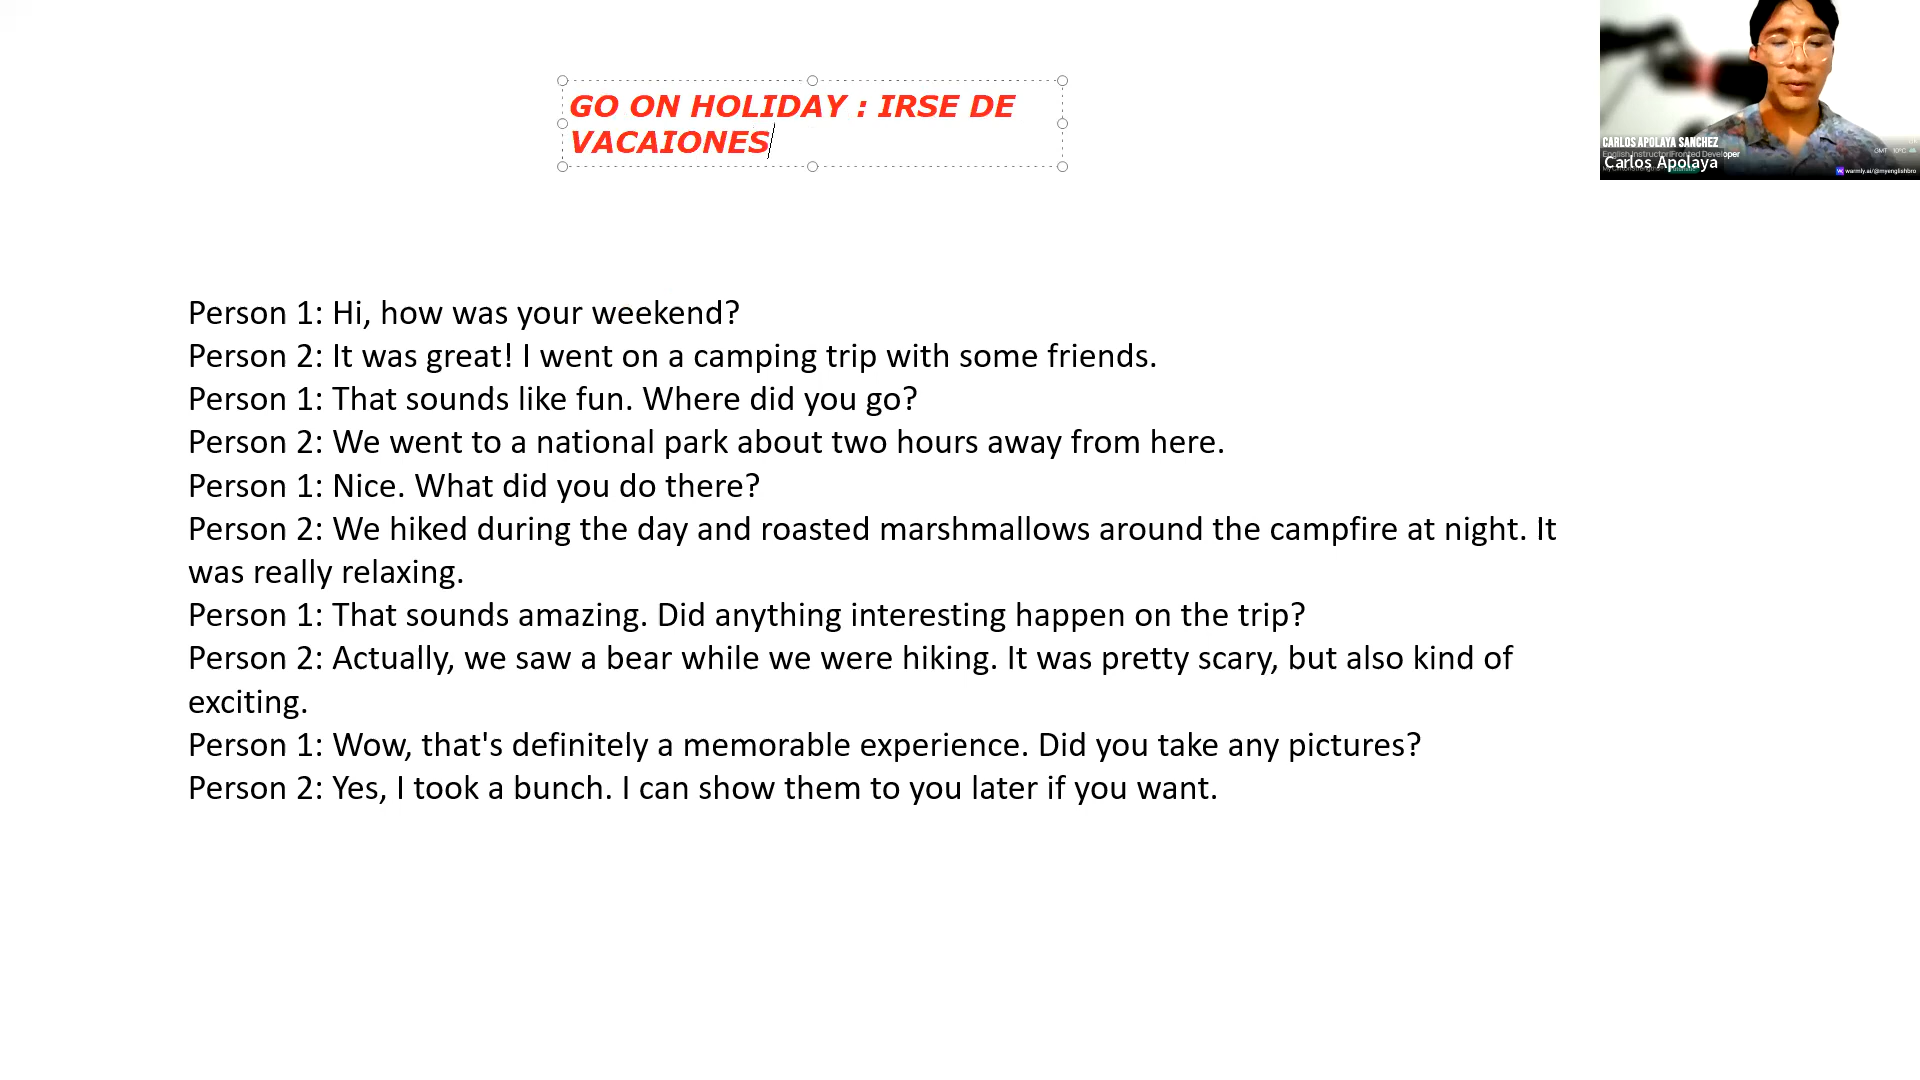 GO ON HOLIDAY : IRSE DE
VACAIONES
CARLOS APOLAYA SANCHEZ
Carlos Apolaya
warmly.ai/@myenglishbro
Person 1: Hi, how was your weekend?
Person 2: It was great! I went on a camping trip with some friends.
Person 1: That sounds like fun. Where did you go?
Person 2: We went to a national park about two hours away from here.
Person 1: Nice. What did you do there?
Person 2: We hiked during the day and roasted marshmallows around the campfire at night. It
was really relaxing.
Person 1: That sounds amazing. Did anything interesting happen on the trip?
Person 2: Actually, we saw a bear while we were hiking. It was pretty scary, but also kind of
exciting.
Person 1: Wow, that's definitely a memorable experience. Did you take any pictures?
Person 2: Yes, I took a bunch. I can show them to you later if you want.